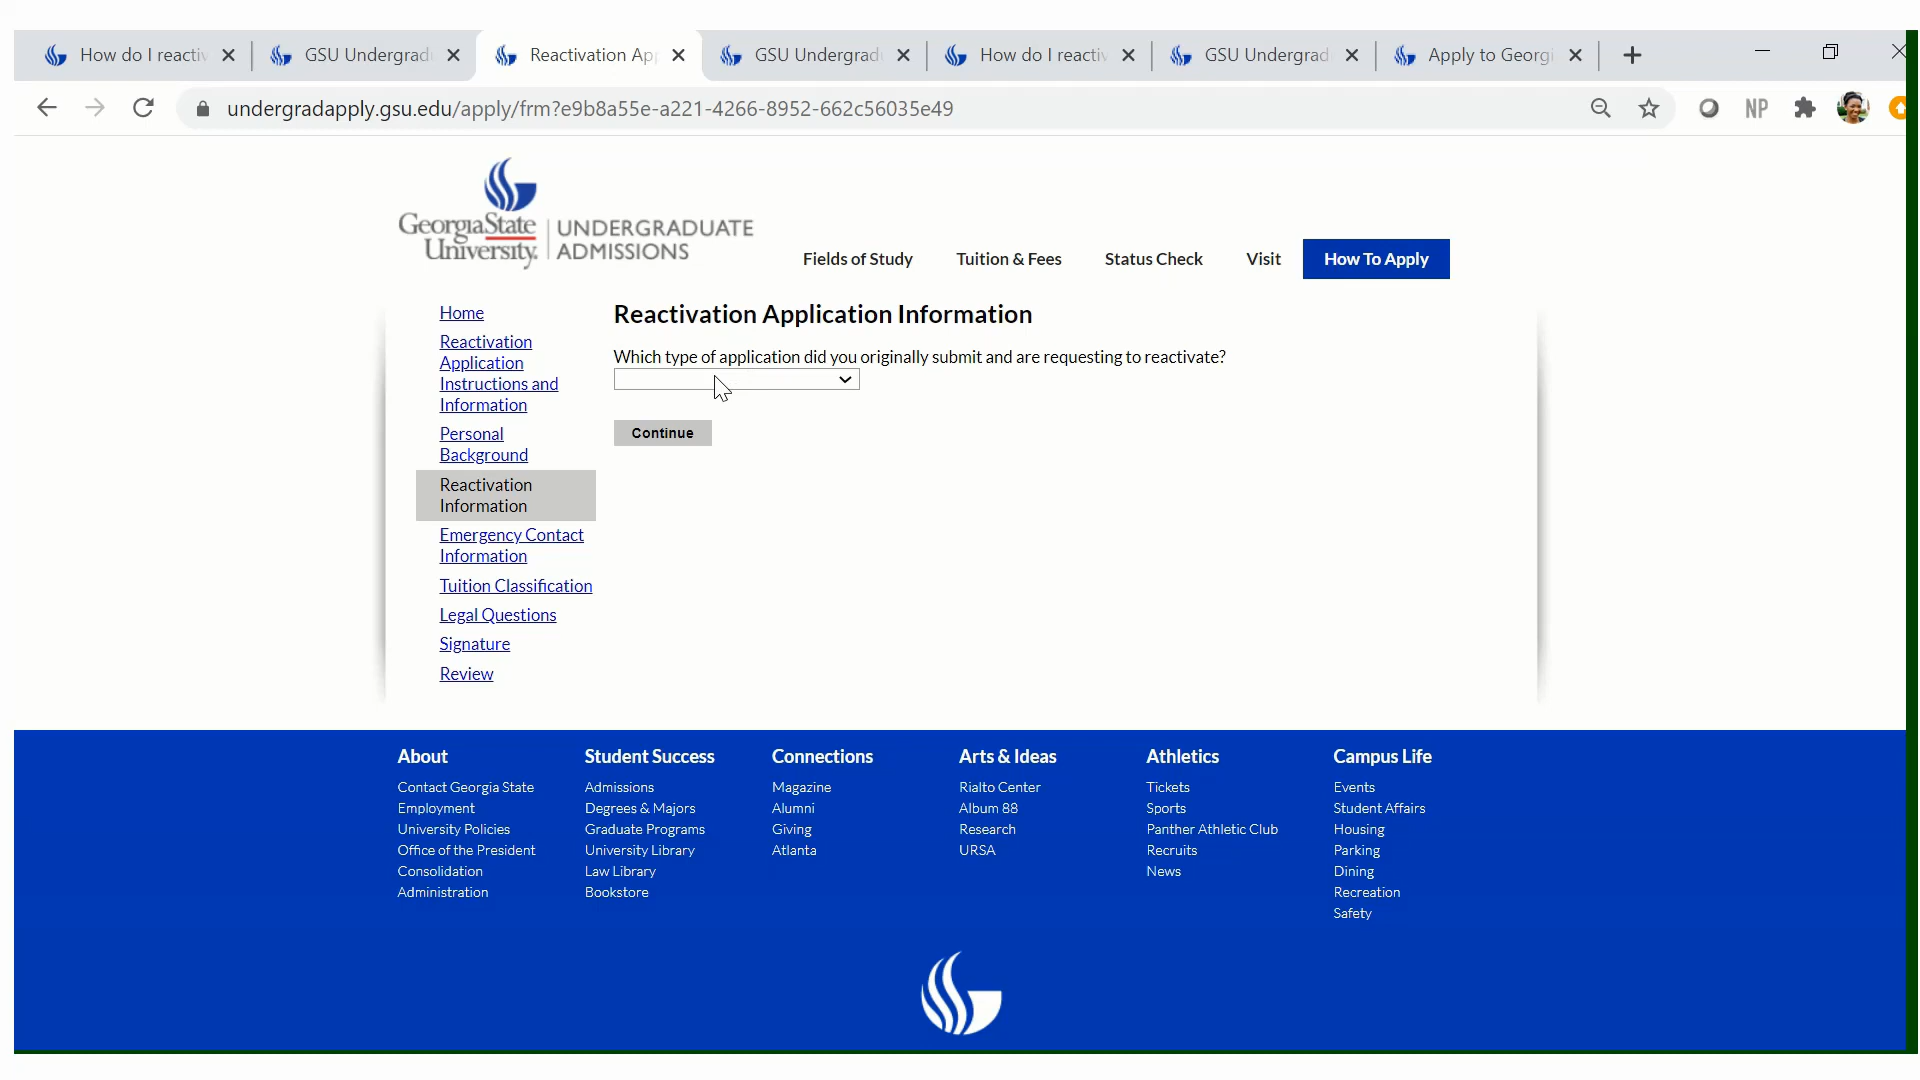 How do I reactiv
GSU Undergradu
Reactivation App
GSU Undergradu
How do I reactiv
GSU Undergradu
Apply to Georgi
undergradapply.gsu.edu/apply/frm?e9b8a55e-a221-4266-8952-662c56035e49
NP
GeorgiaState
University.
UNDERGRADUATE
ADMISSIONS
Fields of Study
Tuition & Fees
Status Check
Visit
How To Apply
Home
Reactivation
Application
Instructions and
Information
Personal
Background
Reactivation
Information
Emergency Contact
Information
Tuition Classification
Legal Questions
Signature
Review
Reactivation Application Information
Which type of application did you originally submit and are requesting to reactivate?
Continue
About
Contact Georgia State
Employment
University Policies
Office of the President
Consolidation
Administration
Student Success
Admissions
Degrees & Majors
Graduate Programs
University Library
Law Library
Bookstore
Connections
Magazine
Alumni
Giving
Atlanta
Arts & Ideas
Rialto Center
Album 88
Research
URSA
Athletics
Tickets
Sports
Panther Athletic Club
Recruits
News
Campus Life
Events
Student Affairs
Housing
Parking
Dining
Recreation
Safety